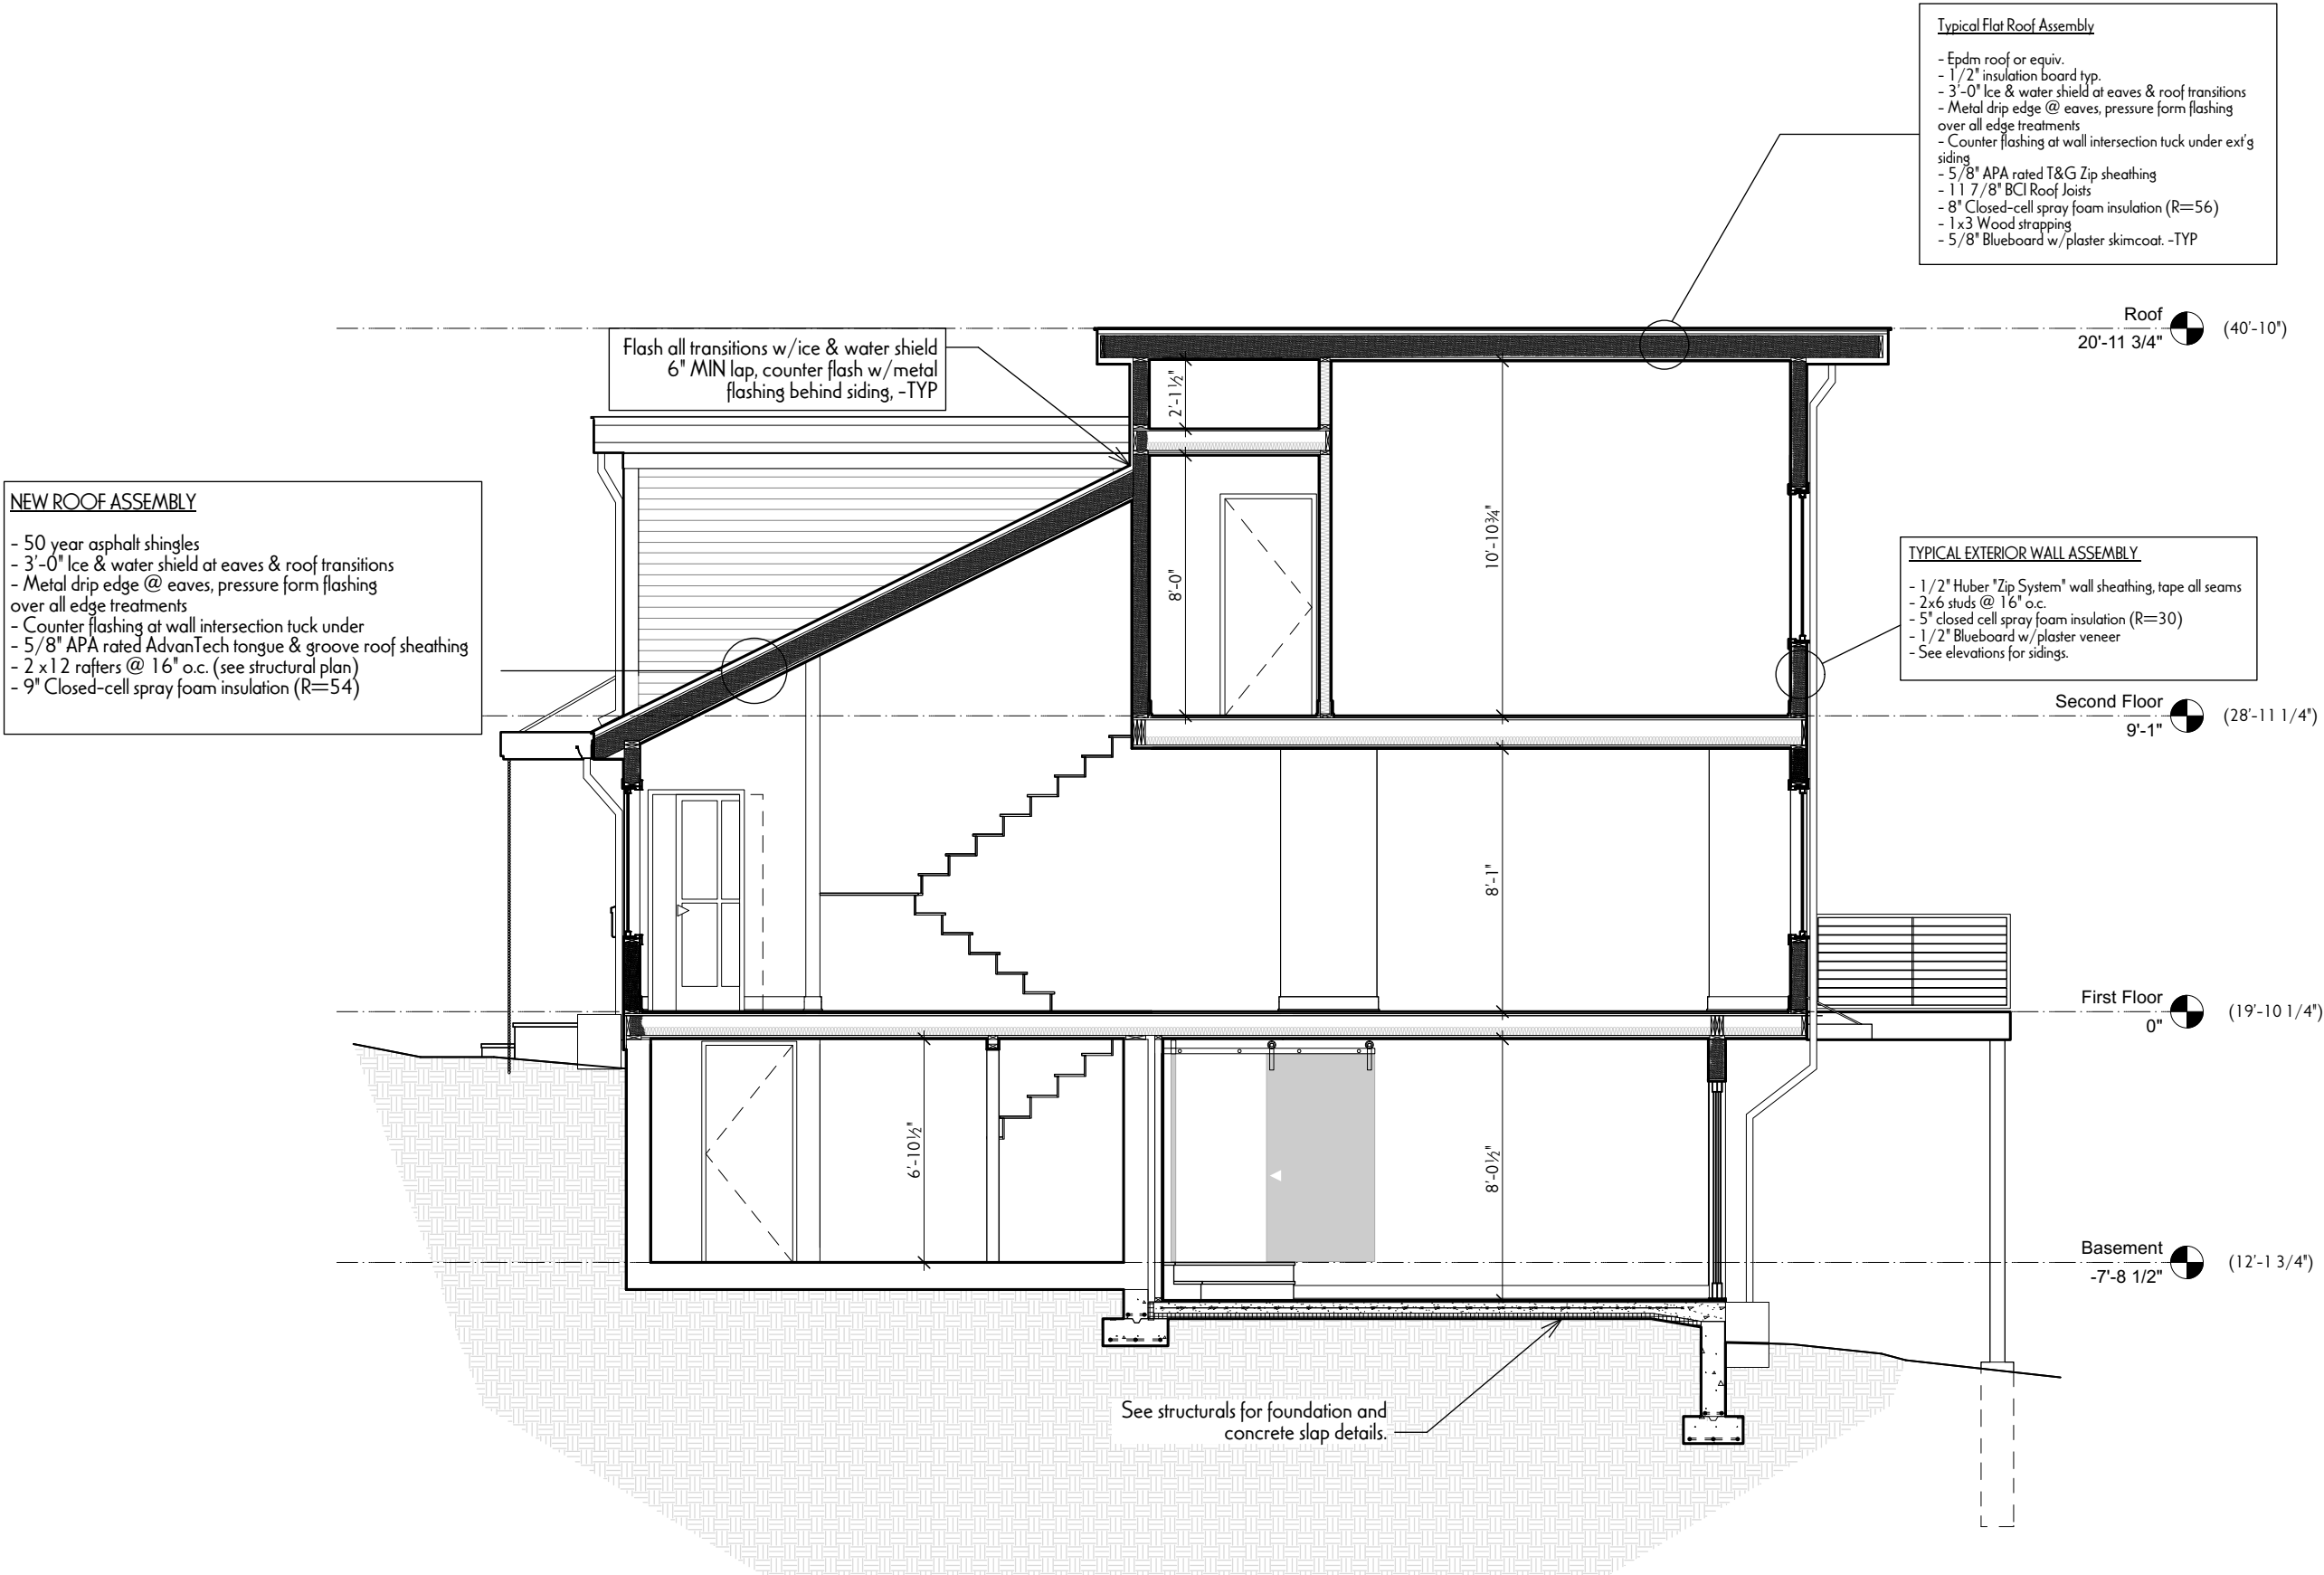 Typical Flat Roof Assembly
- Epdm roof or equiv.
- 1/2" insulation board typ.
- 3'-0" Ice & water shield at eaves & roof transitions
- Metal drip edge @ eaves, pressure form flashing
over all edge treatments
- Counter flashing at wall intersection tuck under ext'g
siding
- 5/8" APA rated T&G Zip sheathing
- 11 7/8" BCI Roof Joists
- 8" Closed-cell spray foam insulation (R=56)
- 1x3 Wood strapping
- 5/8" Blueboard w/plaster skimcoat. -TYP
Roof
20'-11 3/4"
(40'-10")
Flash all transitions w/ice & water shield
6" MIN lap, counter flash w/metal
flashing behind siding, -TYP
2'-1½"
NEW ROOF ASSEMBLY
- 50 year asphalt shingles
- 3'-0" Ice & water shield at eaves & roof transitions
- Metal drip edge @ eaves, pressure form flashing
over all edge treatments
- Counter flashing at wall intersection tuck under
- 5/8" APA rated AdvanTech tongue & groove roof sheathing
- 2 x12 rafters @ 16" o.c. (see structural plan)
- 9" Closed-cell spray foam insulation (R=54)
8'-0"
10'-10¾"
TYPICAL EXTERIOR WALL ASSEMBLY
- 1/2" Huber "Zip System" wall sheathing, tape all seams
- 2x6 studs @ 16" o.c.
- 5" closed cell spray foam insulation (R=30)
- 1/2" Blueboard w/plaster veneer
- See elevations for sidings.
Second Floor
9'-1"
(28'-11 1/4")
8'-1"
First Floor
0"
(19'-10 1/4")
6'-10½"
8'-0½"
Basement
-7'-8 1/2"
(12'-1 3/4")
See structurals for foundation and
concrete slap details.